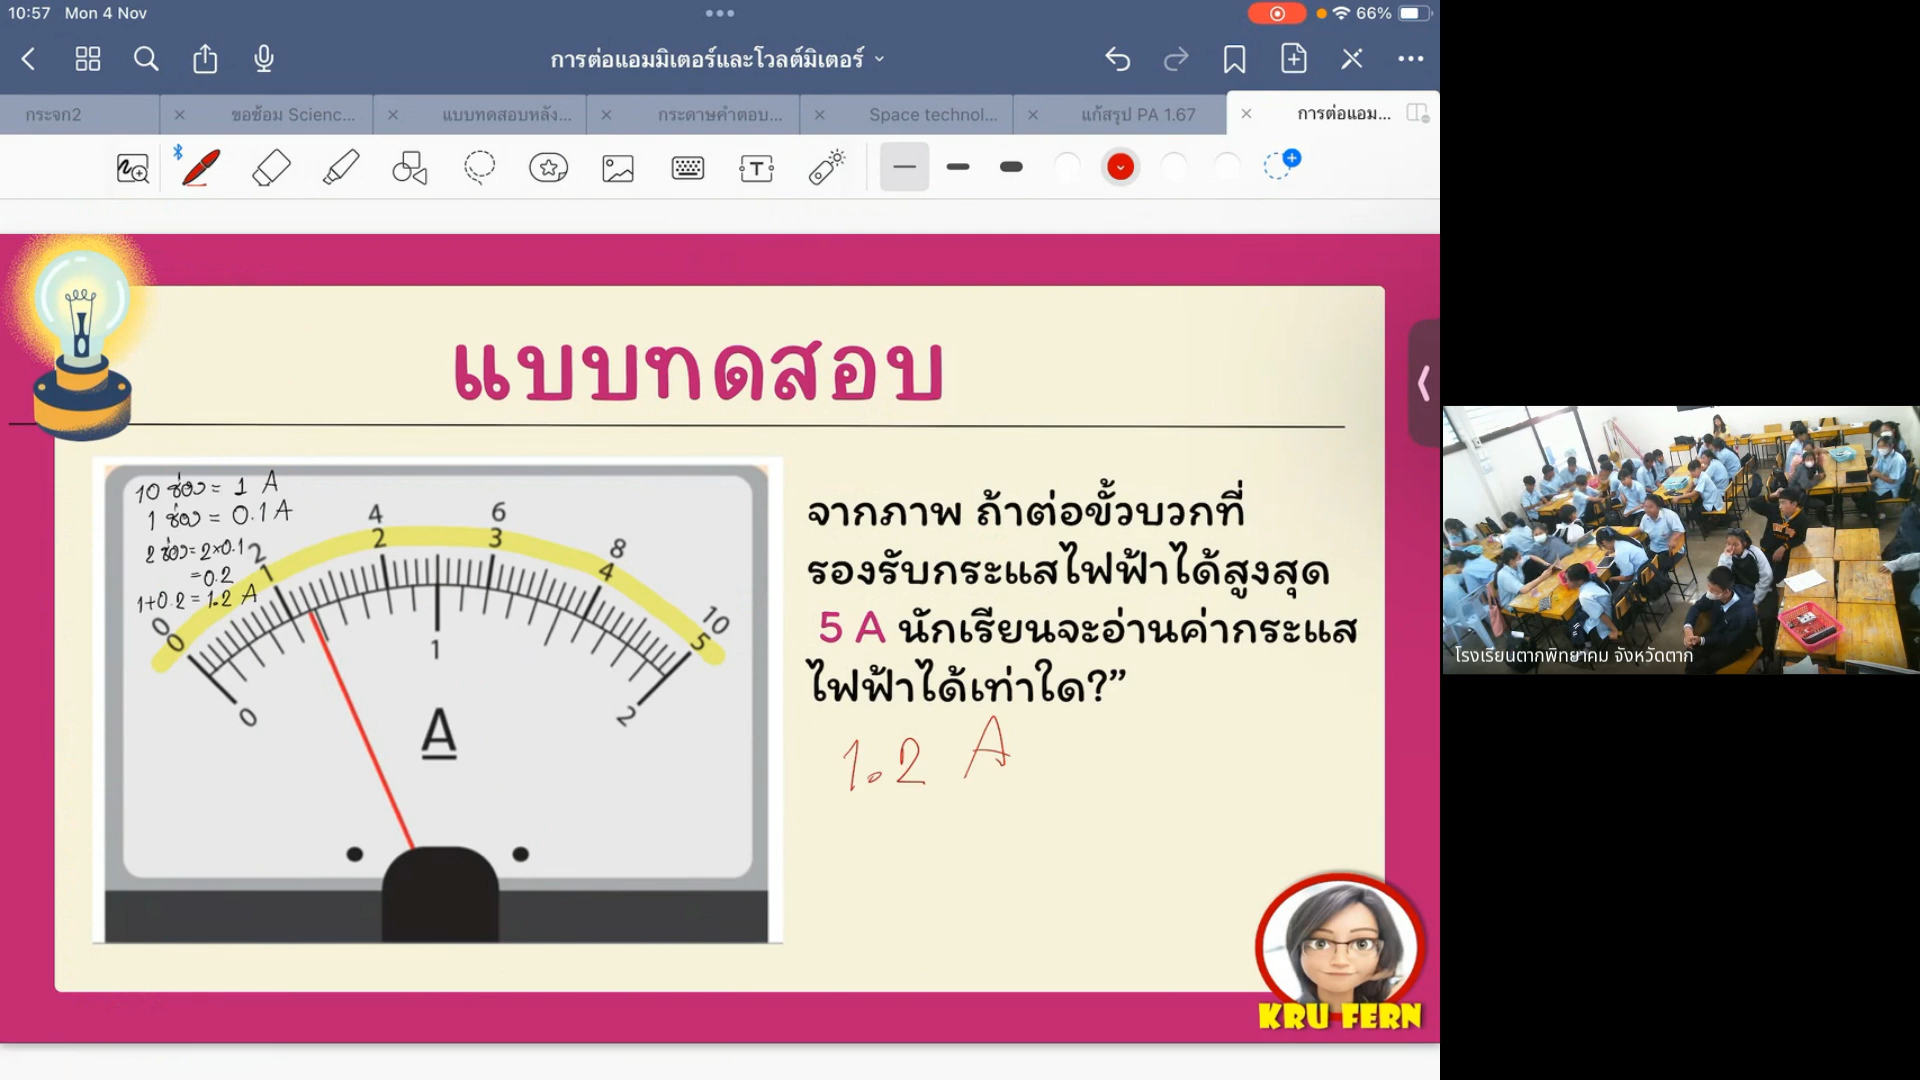 10:57 Mon 4 Nov
66%
การต่อแอมมิเตอร์และโวลต์มิเตอร์
กระจก2
ขอซ้อม Scienc...
แบบทดสอบหลัง...
กระดาษคำตอบ...
Space technol...
แก้สรุป PA 1.67
การต่อแอม...
แบบทดสอบ
10 ช่อง = 1 A
1 ช่อง = 0.1 A
2 ช่อง = 2×0.1
=0.2
1+0.2 = 1.2 A
0 2 4 6 8 10
0 1 2 3 4 5
0 1 2
A
จากภาพ ถ้าต่อขั้วบวกที่
รองรับกระแสไฟฟ้าได้สูงสุด
5 A นักเรียนจะอ่านค่ากระแส
ไฟฟ้าได้เท่าใด?”
1.2 A
KRU FERN
โรงเรียนตากพิทยาคม จังหวัดตาก